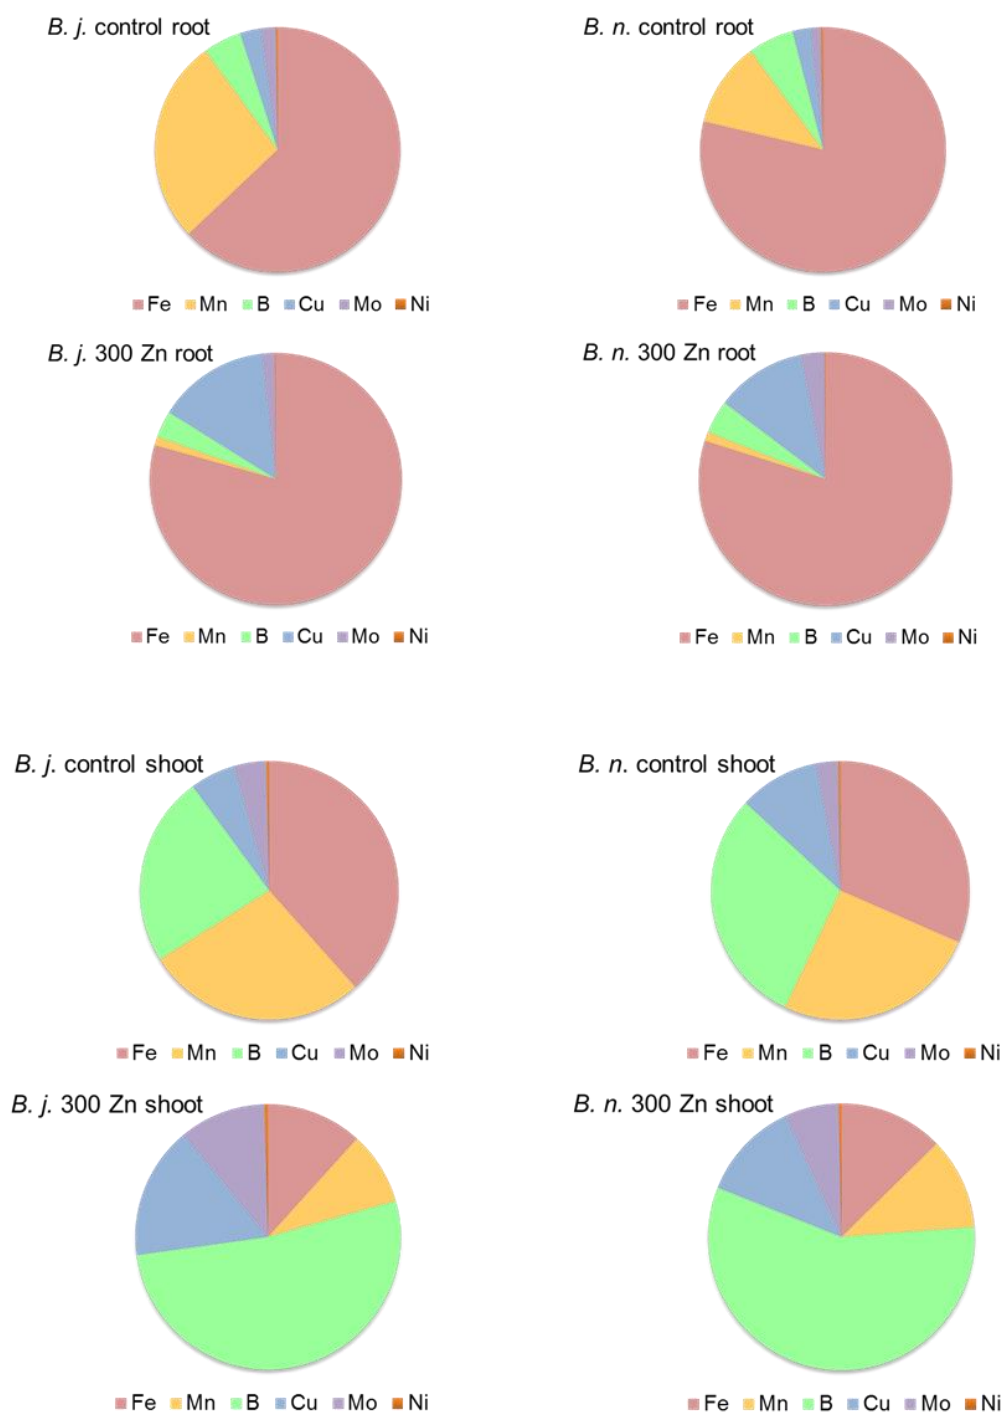 B. j. control root
B. n. control root
Fe Mn B Cu Mo Ni
Fe Mn B Cu Mo Ni
B. j. 300 Zn root
B. n. 300 Zn root
Fe Mn B Cu Mo Ni
Fe Mn B Cu Mo Ni
B. j. control shoot
B. n. control shoot
Fe Mn B Cu Mo Ni
Fe Mn B Cu Mo Ni
B. j. 300 Zn shoot
B. n. 300 Zn shoot
Fe Mn B Cu Mo Ni
Fe Mn B Cu Mo Ni